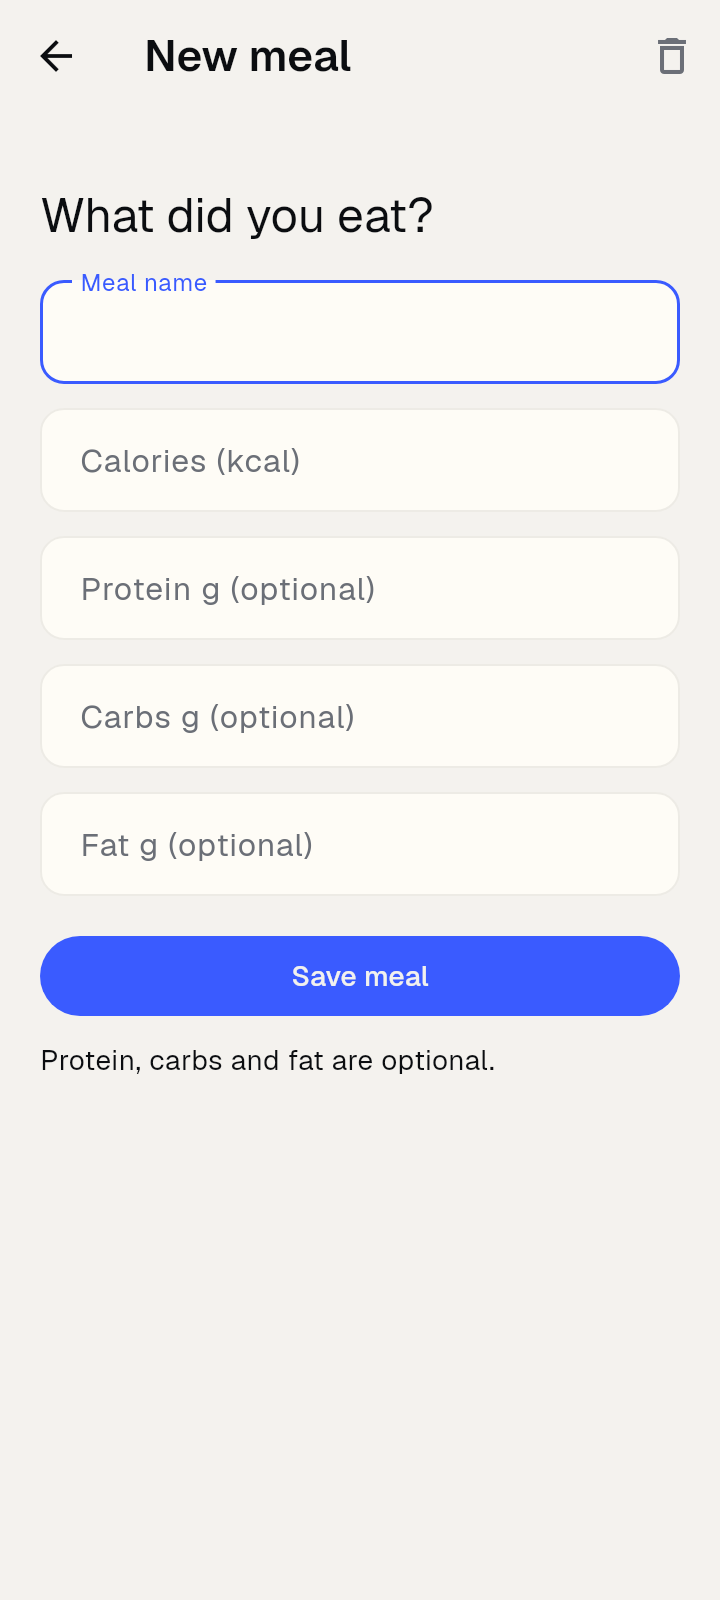 New meal
What did you eat?
Meal name
Calories (kcal)
Protein g (optional)
Carbs g (optional)
Fat g (optional)
Save meal
Protein, carbs and fat are optional.